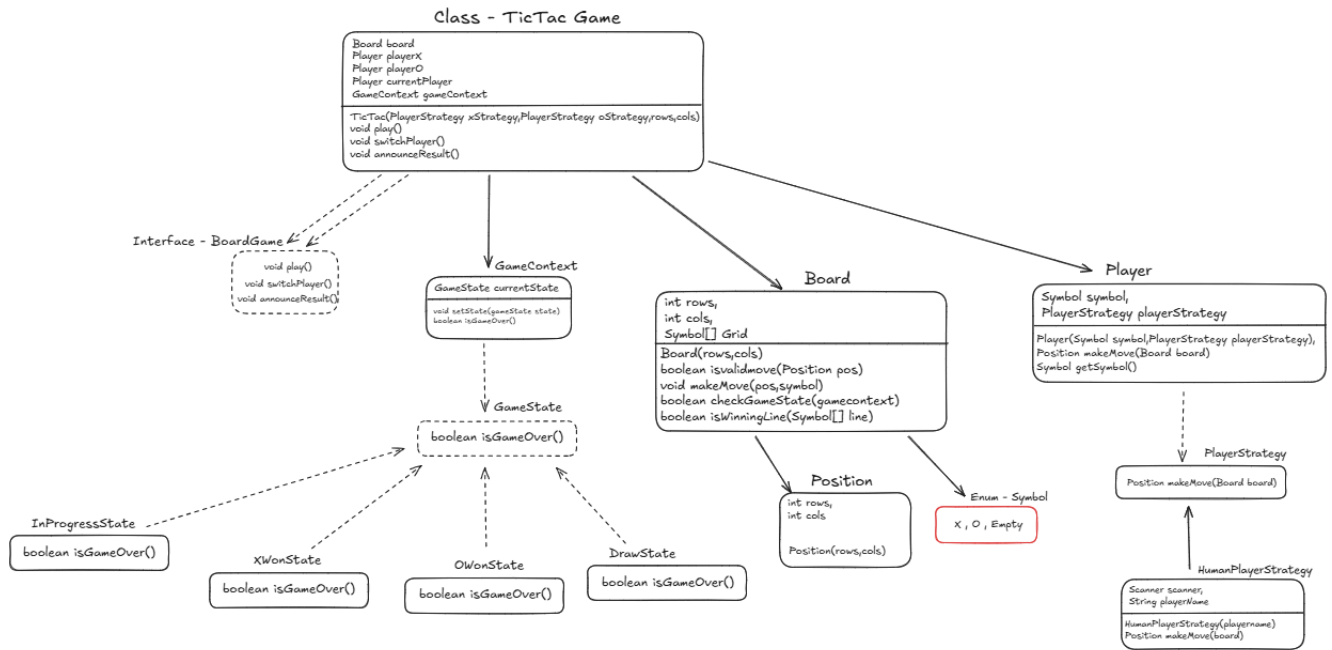 Class - TicTac Game
Board board
Player playerX
Player playerO
Player currentPlayer
GameContext gameContext
TicTac(PlayerStrategy xStrategy,PlayerStrategy oStrategy,rows,cols)
void play()
void switchPlayer()
void announceResult()
Interface - BoardGame
void play()
void switchPlayer()
void announceResult()
GameContext
GameState currentState
void setState(gameState state)
boolean isGameOver()
GameState
boolean isGameOver()
InProgressState
boolean isGameOver()
XWonState
boolean isGameOver()
OWonState
boolean isGameOver()
DrawState
boolean isGameOver()
Board
int rows,
int cols,
Symbol[] Grid
Board(rows,cols)
boolean isvalidmove(Position pos)
void makeMove(pos,symbol)
boolean checkGameState(gamecontext)
boolean isWinningLine(Symbol[] line)
Position
int rows,
int cols
Position(rows,cols)
Enum - Symbol
X , O , Empty
Player
Symbol symbol,
PlayerStrategy playerStrategy
Player(Symbol symbol,PlayerStrategy playerStrategy),
Position makeMove(Board board)
Symbol getSymbol()
PlayerStrategy
Position makeMove(Board board)
HumanPlayerStrategy
Scanner scanner,
String playerName
HumanPlayerStrategy(playername)
Position makeMove(board)